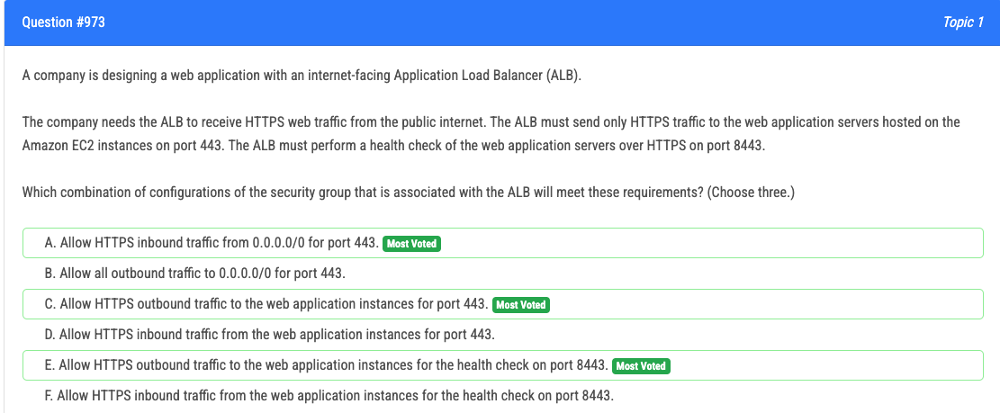 Question #973
Topic 1
A company is designing a web application with an internet-facing Application Load Balancer (ALB).
The company needs the ALB to receive HTTPS web traffic from the public internet. The ALB must send only HTTPS traffic to the web application servers hosted on the
Amazon EC2 instances on port 443. The ALB must perform a health check of the web application servers over HTTPS on port 8443.
Which combination of configurations of the security group that is associated with the ALB will meet these requirements? (Choose three.)
A. Allow HTTPS inbound traffic from 0.0.0.0/0 for port 443. Most Voted
B. Allow all outbound traffic to 0.0.0.0/0 for port 443.
C. Allow HTTPS outbound traffic to the web application instances for port 443. Most Voted
D. Allow HTTPS inbound traffic from the web application instances for port 443.
E. Allow HTTPS outbound traffic to the web application instances for the health check on port 8443. Most Voted
F. Allow HTTPS inbound traffic from the web application instances for the health check on port 8443.